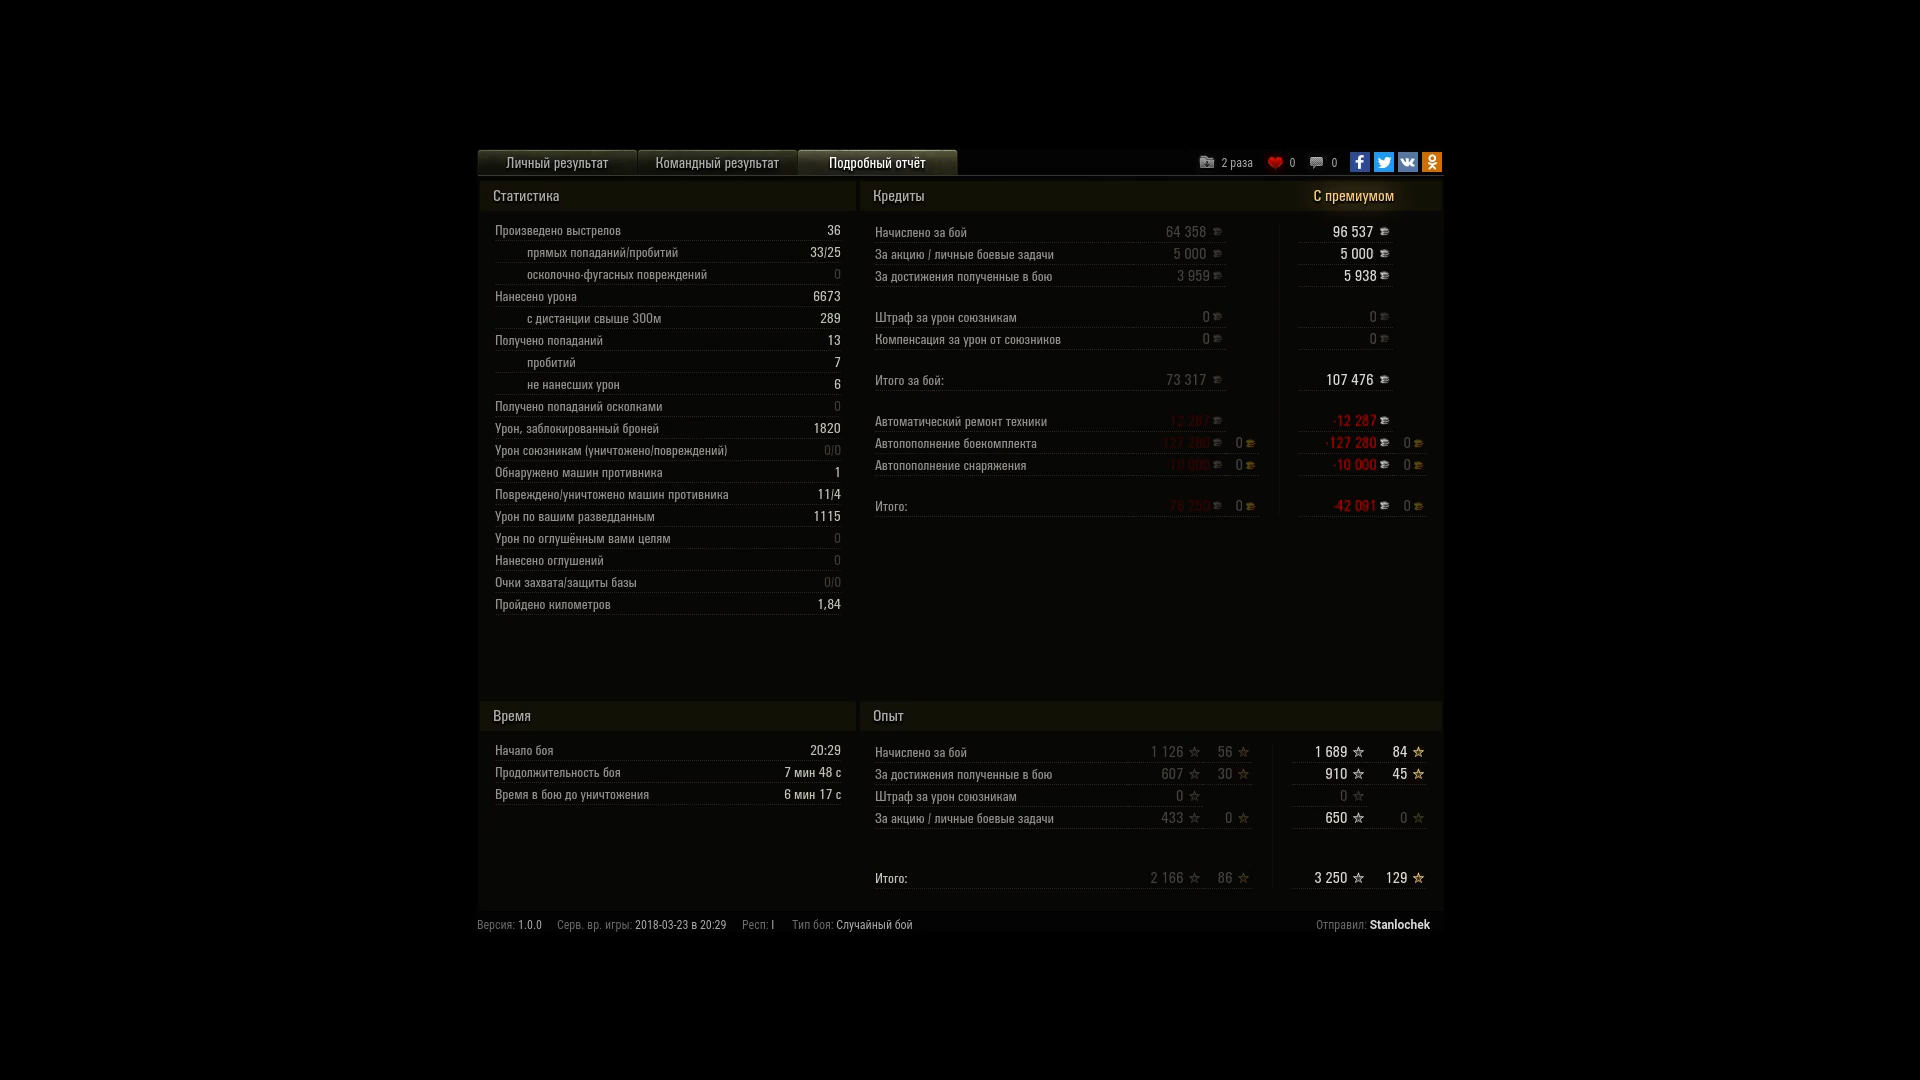 Личный результат Командный результат Подробный отчёт 2 раза 0 0
Статистика
Произведено выстрелов 36
прямых попаданий/пробитий 33/25
осколочно-фугасных повреждений 0
Нанесено урона 6673
с дистанции свыше 300м 289
Получено попаданий 13
пробитий 7
не нанесших урон 6
Получено попаданий осколками 0
Урон, заблокированный броней 1820
Урон союзникам (уничтожено/повреждений) 0/0
Обнаружено машин противника 1
Повреждено/уничтожено машин противника 11/4
Урон по вашим разведданным 1115
Урон по оглушённым вами целям 0
Нанесено оглушений 0
Очки захвата/защиты базы 0/0
Пройдено километров 1,84
Кредиты С премиумом
Начислено за бой 64 358 96 537
За акцию / личные боевые задачи 5 000 5 000
За достижения полученные в бою 3 959 5 938
Штраф за урон союзникам 0 0
Компенсация за урон от союзников 0 0
Итого за бой: 73 317 107 476
Автоматический ремонт техники 12 287 -12 287
Автопополнение боекомплекта 127 280 0 -127 280 0
Автопополнение снаряжения 10 000 0 -10 000 0
Итого: 76 250 0 -42 091 0
Время
Начало боя 20:29
Продолжительность боя 7 мин 48 с
Время в бою до уничтожения 6 мин 17 с
Опыт
Начислено за бой 1 126 56 1 689 84
За достижения полученные в бою 607 30 910 45
Штраф за урон союзникам 0 0
За акцию / личные боевые задачи 433 0 650 0
Итого: 2 166 86 3 250 129
Версия: 1.0.0 Серв. вр. игры: 2018-03-23 в 20:29 Респ: I Тип боя: Случайный бой Отправил: Stanlochek